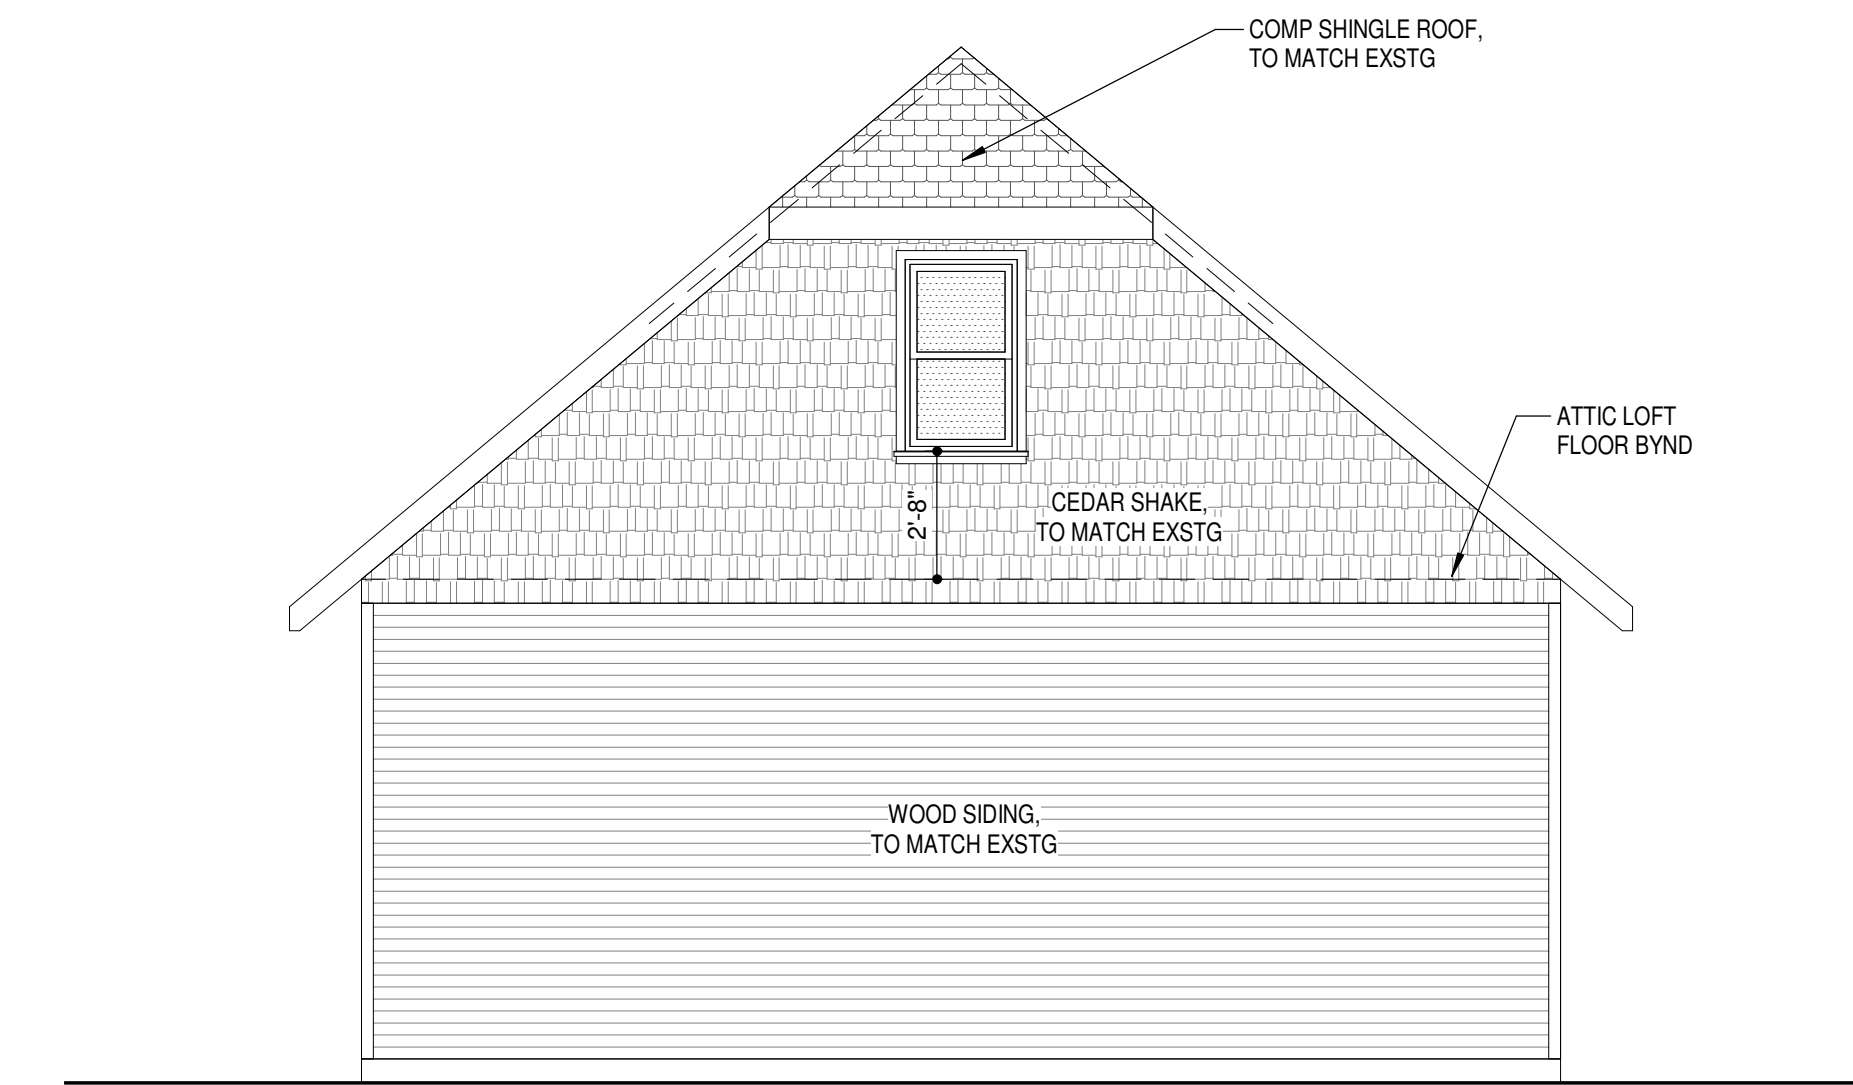 COMP SHINGLE ROOF,
TO MATCH EXSTG
ATTIC LOFT
FLOOR BYND
2'-8"
CEDAR SHAKE,
TO MATCH EXSTG
WOOD SIDING,
TO MATCH EXSTG